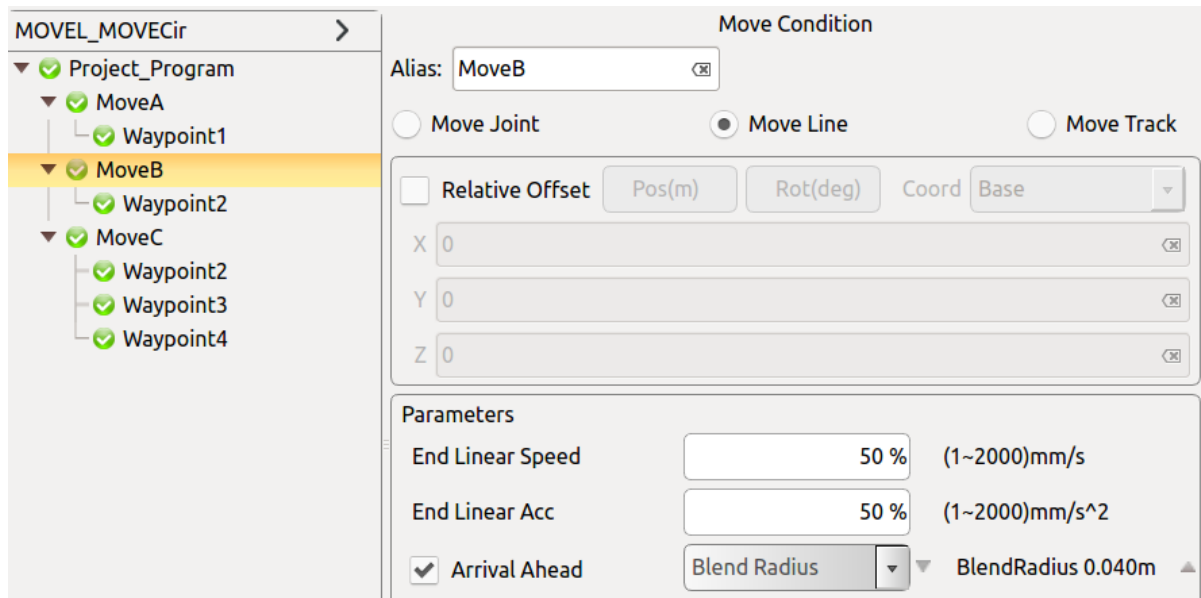 MOVEL_MOVECir
Project_Program
MoveA
Waypoint1
MoveB
Waypoint2
MoveC
Waypoint2
Waypoint3
Waypoint4
Move Condition
Alias: MoveB
Move Joint Move Line Move Track
Relative Offset Pos(m) Rot(deg) Coord Base
X 0
Y 0
Z 0
Parameters
End Linear Speed 50 % (1~2000)mm/s
End Linear Acc 50 % (1~2000)mm/s^2
Arrival Ahead Blend Radius BlendRadius 0.040m